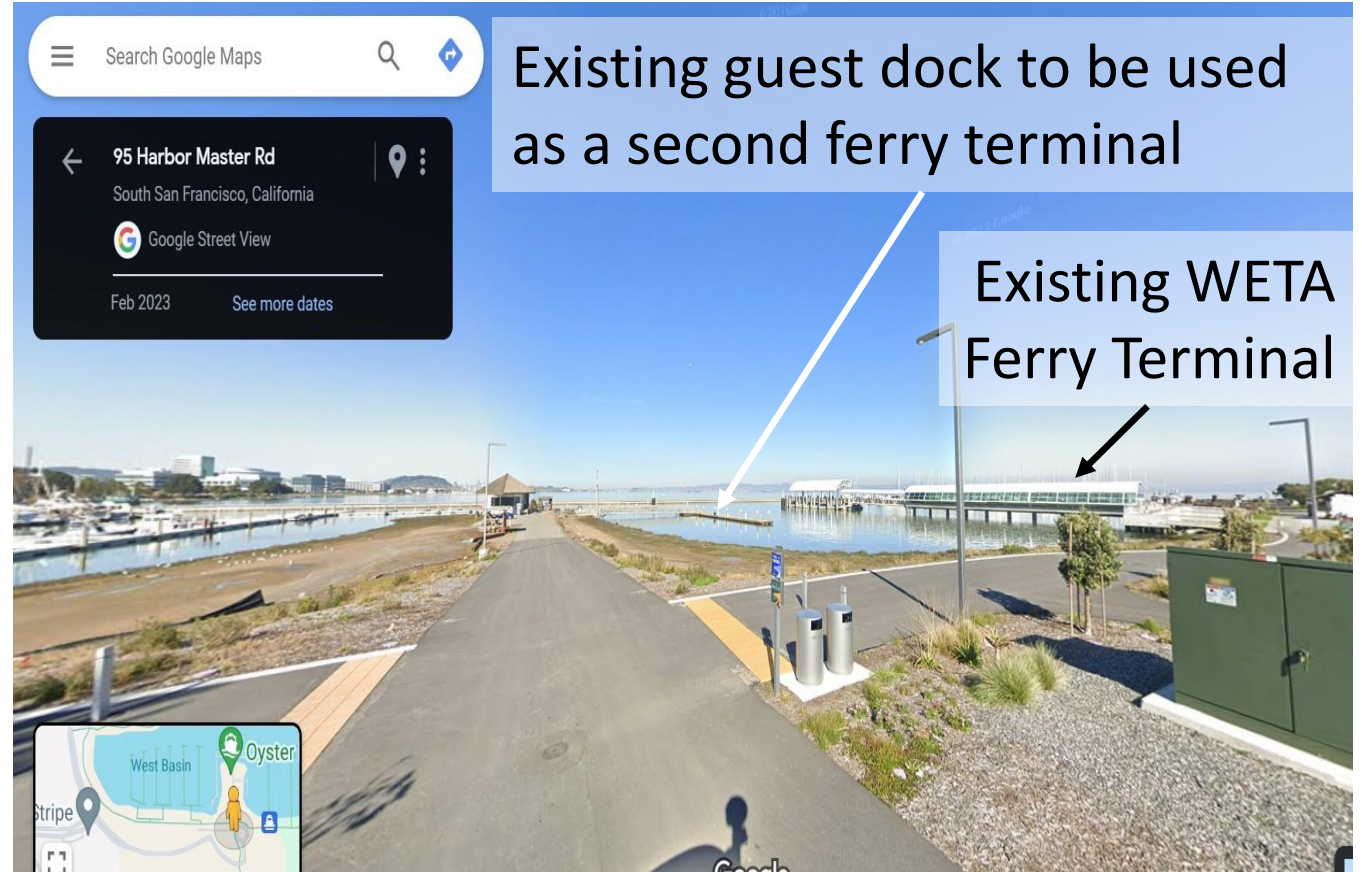 Search Google Maps
Existing guest dock to be used
as a second ferry terminal
95 Harbor Master Rd
South San Francisco, California
Google Street View
Feb 2023
See more dates
Existing WETA
Ferry Terminal
West Basin
Oyster
Stripe
Google